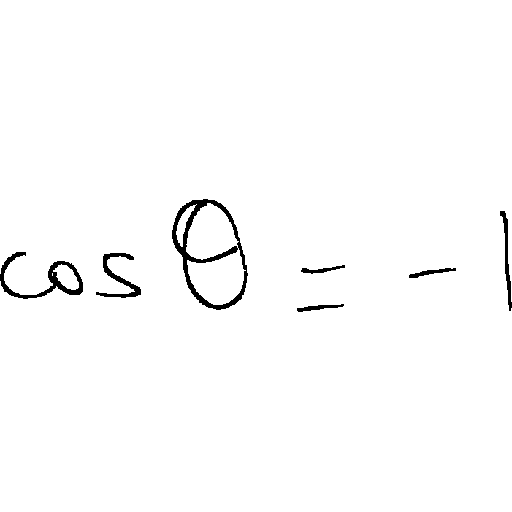 cos θ = -1